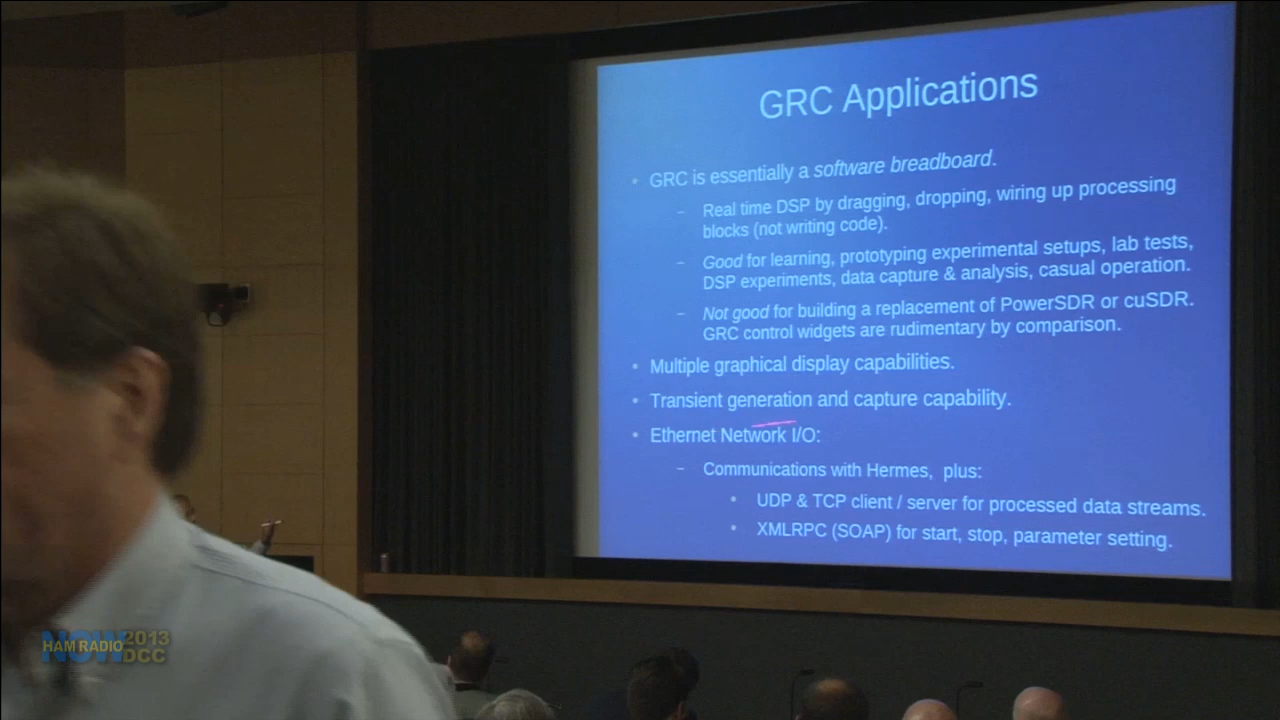 GRC Applications
• GRC is essentially a software breadboard.
– Real time DSP by dragging, dropping, wiring up processing
blocks (not writing code).
– Good for learning, prototyping experimental setups, lab tests,
DSP experiments, data capture & analysis, casual operation.
– Not good for building a replacement of PowerSDR or cuSDR.
GRC control widgets are rudimentary by comparison.
• Multiple graphical display capabilities.
• Transient generation and capture capability.
• Ethernet Network I/O:
– Communications with Hermes, plus:
• UDP & TCP client / server for processed data streams.
• XMLRPC (SOAP) for start, stop, parameter setting.
NOW
HAM RADIO
2013
DCC